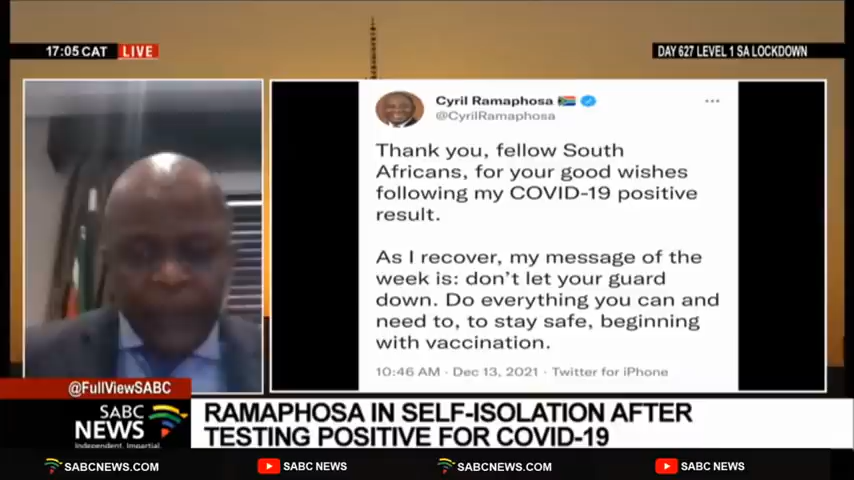 17:05 CAT LIVE
DAY 627 LEVEL 1 SA LOCKDOWN
Cyril Ramaphosa
@CyrilRamaphosa
Thank you, fellow South
Africans, for your good wishes
following my COVID-19 positive
result.
As I recover, my message of the
week is: don't let your guard
down. Do everything you can and
need to, to stay safe, beginning
with vaccination.
10:46 AM · Dec 13, 2021 · Twitter for iPhone
@FullViewSABC
SABC
NEWS
Independent. Impartial.
RAMAPHOSA IN SELF-ISOLATION AFTER
TESTING POSITIVE FOR COVID-19
SABCNEWS.COM SABC NEWS SABCNEWS.COM SABC NEWS